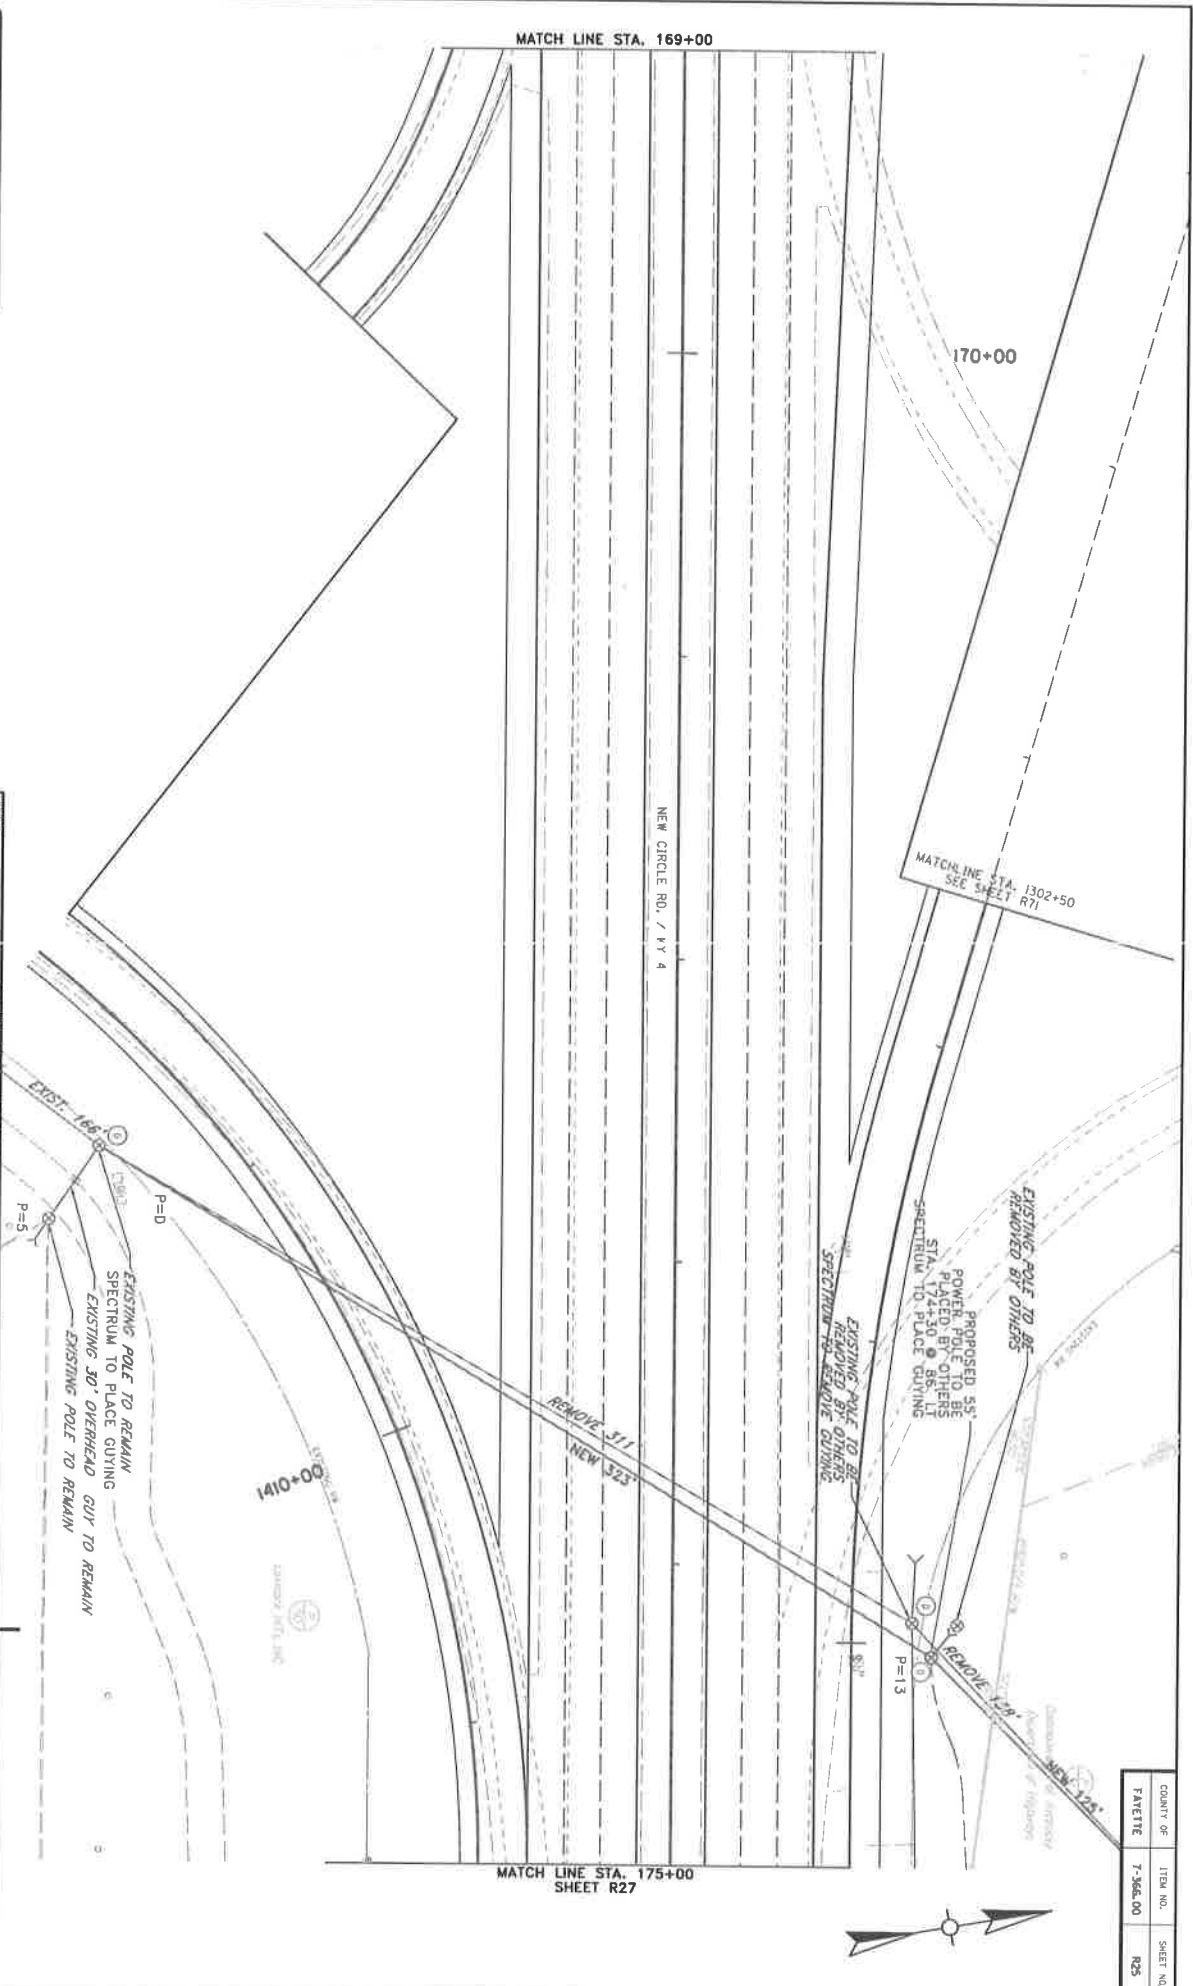 MATCH LINE STA. 169+00
170+00
NEW CIRCLE RD. / KY 4
MATCHLINE STA. 1302+50
SEE SHEET R71
EXISTING POLE TO BE
REMOVED BY OTHERS
PROPOSED 55'
POWER POLE TO BE
PLACED BY OTHERS
STA. 174+30 @ 86' LT
SPECTRUM TO PLACE GUYING
EXISTING POLE TO BE
REMOVED BY OTHERS
SPECTRUM TO REMOVE GUYING
EXIST. 166'
P=D
P=5
EXISTING POLE TO REMAIN
SPECTRUM TO PLACE GUYING
EXISTING 30' OVERHEAD GUY TO REMAIN
EXISTING POLE TO REMAIN
1410+00
REMOVE 311'
NEW 323'
P=13
REMOVE 128'
NEW 125'
MATCH LINE STA. 175+00
SHEET R27
COUNTY OF
ITEM NO.
SHEET NO.
FAYETTE
7-366.00
R25